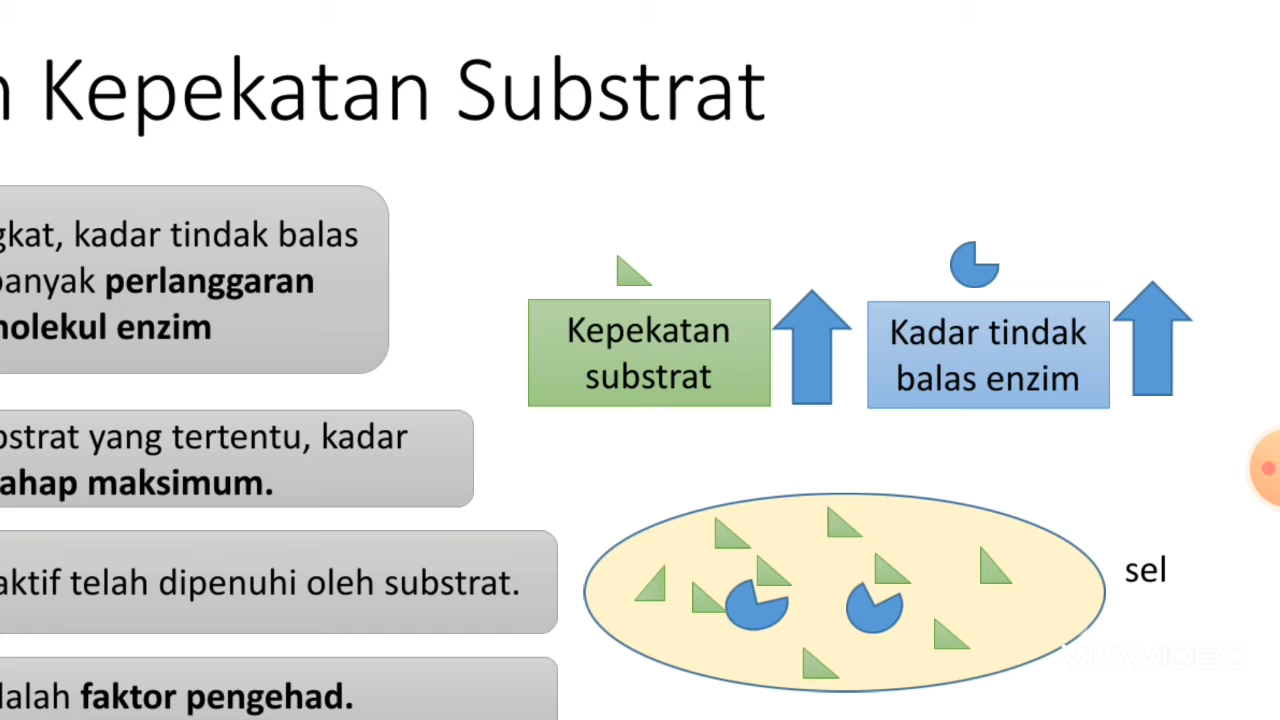 Kepekatan Substrat
gkat, kadar tindak balas
banyak perlanggaran
molekul enzim
Kepekatan
substrat
Kadar tindak
balas enzim
bstrat yang tertentu, kadar
ahap maksimum.
aktif telah dipenuhi oleh substrat.
sel
dalah faktor pengehad.
VIVAVIDEO